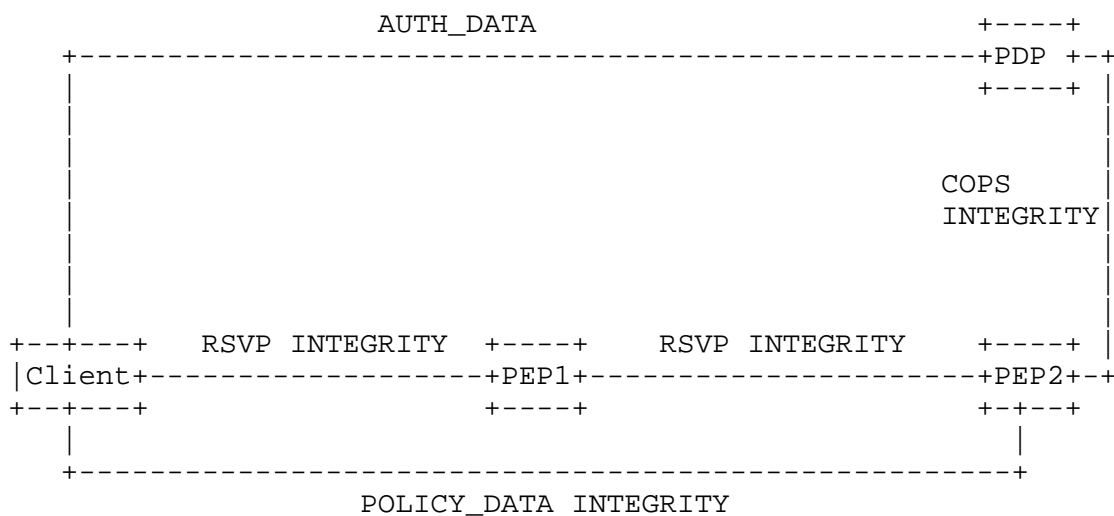 AUTH_DATA
PDP
COPS
INTEGRITY
RSVP INTEGRITY RSVP INTEGRITY
Client PEP1 PEP2
POLICY_DATA INTEGRITY